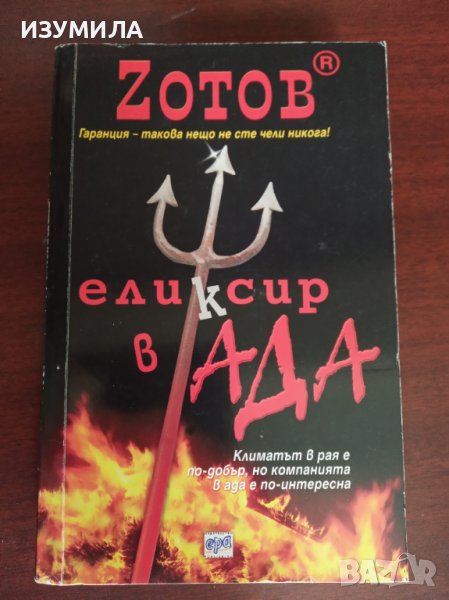 ИЗУМИЛА
ZОТОВ®
Гаранция – такова нещо не сте чели никога!
еликсир
в АДА
Климатът в рая е
по-добър, но компанията
в ада е по-интересна
ера
BAZAR